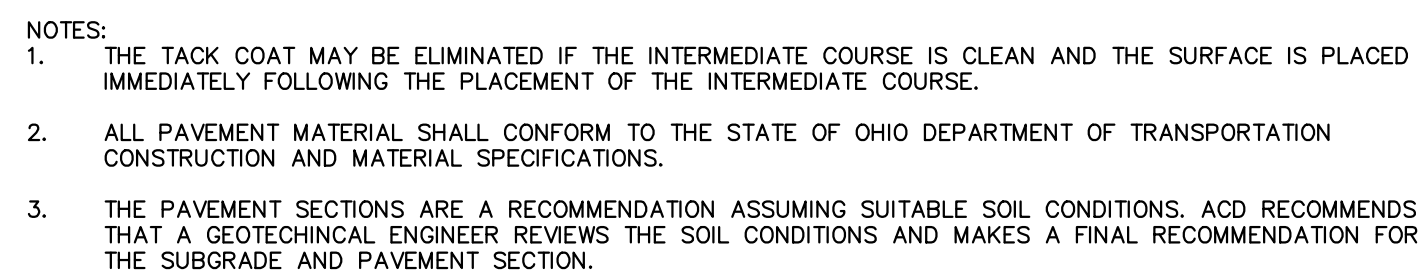 NOTES:
1. THE TACK COAT MAY BE ELIMINATED IF THE INTERMEDIATE COURSE IS CLEAN AND THE SURFACE IS PLACED
IMMEDIATELY FOLLOWING THE PLACEMENT OF THE INTERMEDIATE COURSE.
2. ALL PAVEMENT MATERIAL SHALL CONFORM TO THE STATE OF OHIO DEPARTMENT OF TRANSPORTATION
CONSTRUCTION AND MATERIAL SPECIFICATIONS.
3. THE PAVEMENT SECTIONS ARE A RECOMMENDATION ASSUMING SUITABLE SOIL CONDITIONS. ACD RECOMMENDS
THAT A GEOTECHINCAL ENGINEER REVIEWS THE SOIL CONDITIONS AND MAKES A FINAL RECOMMENDATION FOR
THE SUBGRADE AND PAVEMENT SECTION.